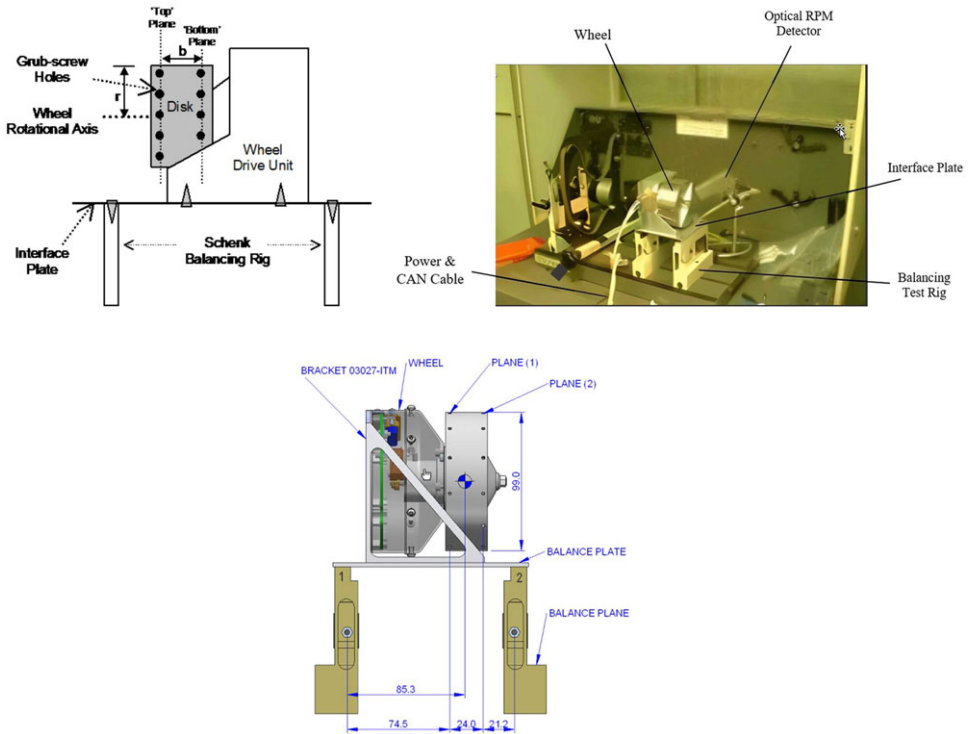 'Top'
Plane
'Bottom'
Plane
b
Grub-screw
Holes
r
Disk
Wheel
Rotational Axis
Wheel
Drive Unit
Interface
Plate
Schenk
Balancing Rig
Wheel
Optical RPM
Detector
Interface Plate
Power &
CAN Cable
Balancing
Test Rig
BRACKET 03027-ITM
WHEEL
PLANE (1)
PLANE (2)
99.0
BALANCE PLATE
1
2
BALANCE PLANE
85.3
74.5
24.0
21.2